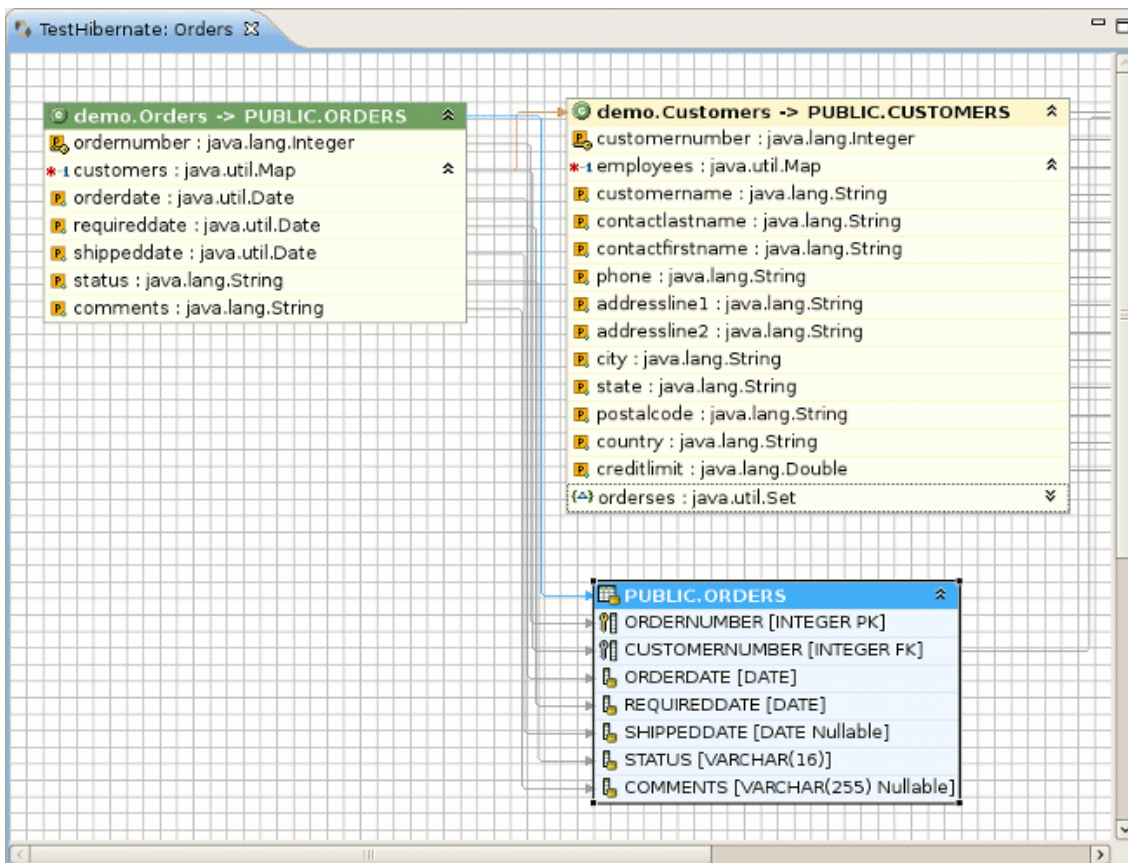 TestHibernate: Orders
demo.Orders -> PUBLIC.ORDERS
ordernumber : java.lang.Integer
*-1 customers : java.util.Map
orderdate : java.util.Date
requireddate : java.util.Date
shippeddate : java.util.Date
status : java.lang.String
comments : java.lang.String
demo.Customers -> PUBLIC.CUSTOMERS
customernumber : java.lang.Integer
*-1 employees : java.util.Map
customername : java.lang.String
contactlastname : java.lang.String
contactfirstname : java.lang.String
phone : java.lang.String
addressline1 : java.lang.String
addressline2 : java.lang.String
city : java.lang.String
state : java.lang.String
postalcode : java.lang.String
country : java.lang.String
creditlimit : java.lang.Double
orderses : java.util.Set
PUBLIC.ORDERS
ORDERNUMBER [INTEGER PK]
CUSTOMERNUMBER [INTEGER FK]
ORDERDATE [DATE]
REQUIREDDATE [DATE]
SHIPPEDDATE [DATE Nullable]
STATUS [VARCHAR(16)]
COMMENTS [VARCHAR(255) Nullable]